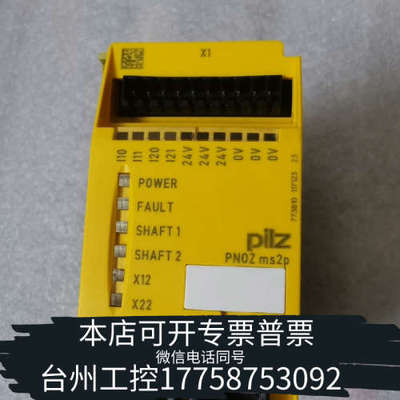 X1
I10 I11 I20 I21 24V 24V 24V 0V 0V 0V
POWER
FAULT
SHAFT 1
SHAFT 2
X12
X22
pilz
PNOZ ms2p
本店可开专票普票
微信电话同号
台州工控17758753092